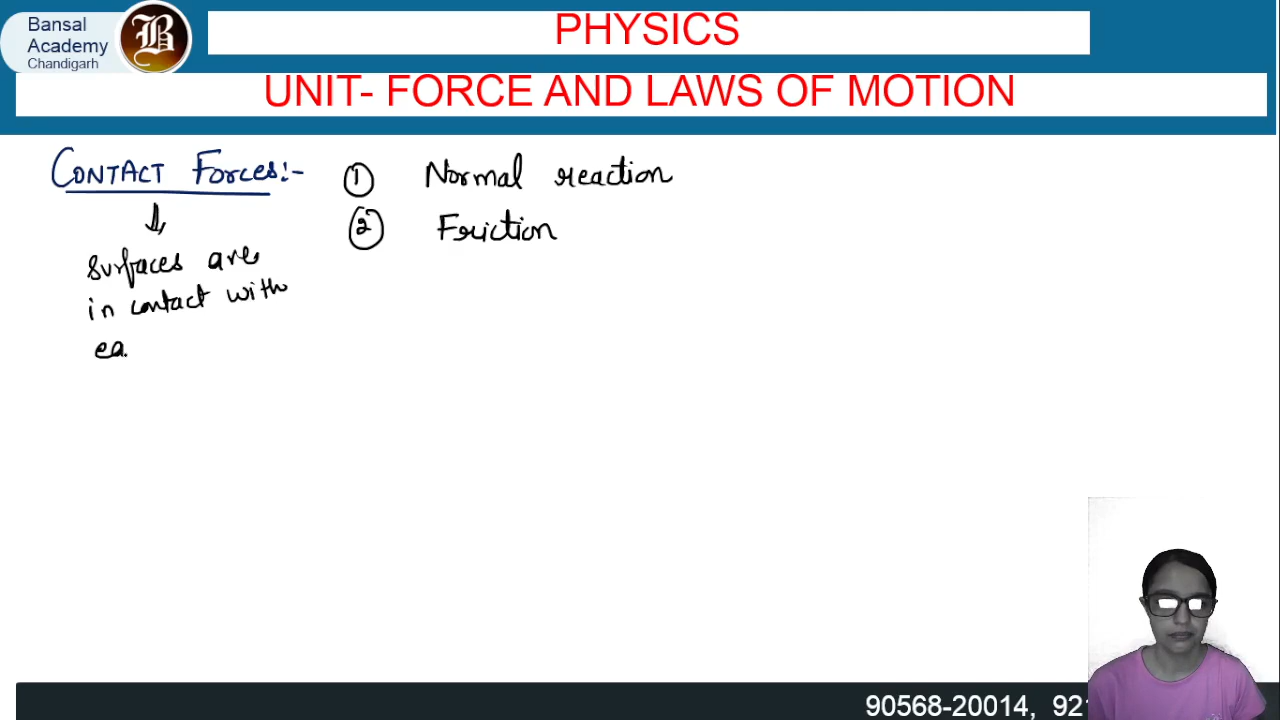 Bansal
Academy
Chandigarh
B
PHYSICS
UNIT- FORCE AND LAWS OF MOTION
CONTACT Forces:-
① Normal reaction
② Friction
surfaces are
in contact with
ea.
90568-20014, 921